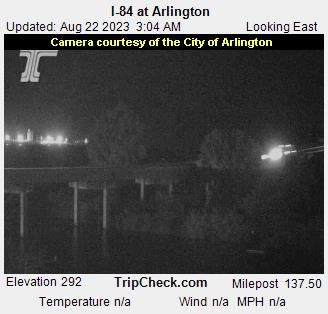 I-84 at Arlington
Updated: Aug 22 2023 3:04 AM Looking East
Camera courtesy of the City of Arlington
Elevation 292 TripCheck.com Milepost 137.50
Temperature n/a Wind n/a MPH n/a